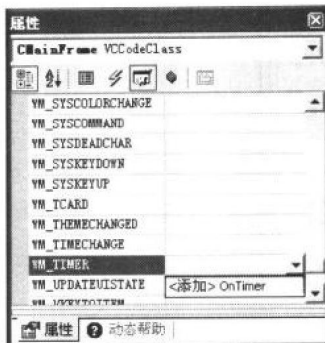 属性
CMainFrame VCCodeClass
WM_SYSCOLORCHANGE
WM_SYSCOMMAND
WM_SYSDEADCHAR
WM_SYSKEYDOWN
WM_SYSKEYUP
WM_TCARD
WM_THEMECHANGED
WM_TIMECHANGE
WM_TIMER
WM_UPDATEUISTATE
<添加> OnTimer
WM_VKEYTOITEM
属性
动态帮助